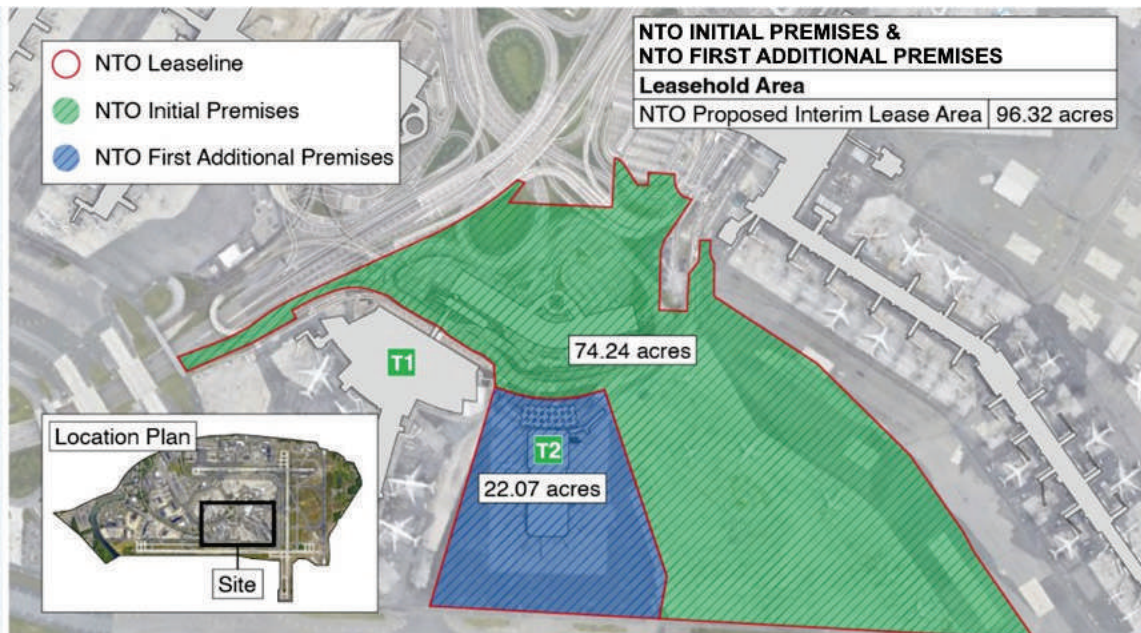 NTO Leaseline
NTO Initial Premises
NTO First Additional Premises
NTO INITIAL PREMISES &
NTO FIRST ADDITIONAL PREMISES
Leasehold Area
NTO Proposed Interim Lease Area 96.32 acres
74.24 acres
T1
T2
22.07 acres
Location Plan
Site